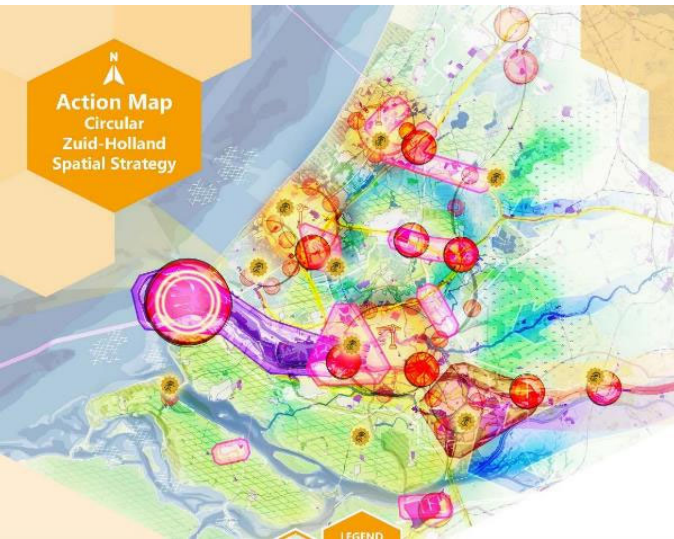 N
Action Map
Circular
Zuid-Holland
Spatial Strategy
LEGEND